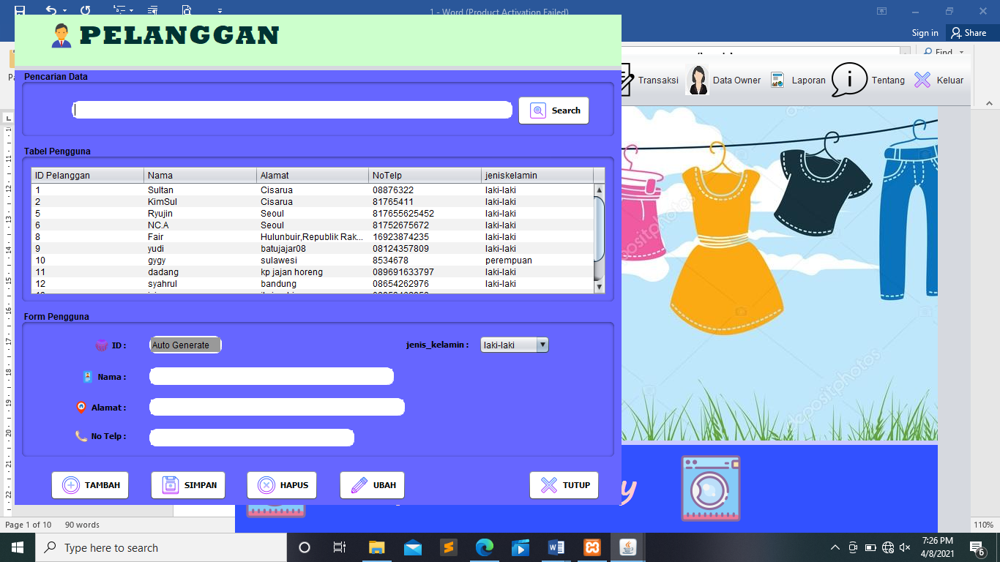 1 - Word (Product Activation Failed)
Sign in
Share
PELANGGAN
Find
Transaksi
Data Owner
Laporan
Tentang
Keluar
Pencarian Data
Search
Tabel Pengguna
ID Pelanggan Nama Alamat NoTelp jeniskelamin
1 Sultan Cisarua 08876322 laki-laki
2 KimSul Cisarua 81765411 laki-laki
5 Ryujin Seoul 817655625452 laki-laki
6 NC.A Seoul 81752675672 laki-laki
8 Fair Hulunbuir,Republik Rak... 16923874235 laki-laki
9 yudi batujajar08 08124357809 laki-laki
10 gygy sulawesi 8534678 perempuan
11 dadang kp jajan horeng 089691633797 laki-laki
12 syahrul bandung 08654262976 laki-laki
Form Pengguna
ID :
Auto Generate
jenis_kelamin :
laki-laki
Nama :
Alamat :
No Telp :
TAMBAH
SIMPAN
HAPUS
UBAH
TUTUP
depositphotos
Page 1 of 10
90 words
110%
Type here to search
7:26 PM
4/8/2021
6